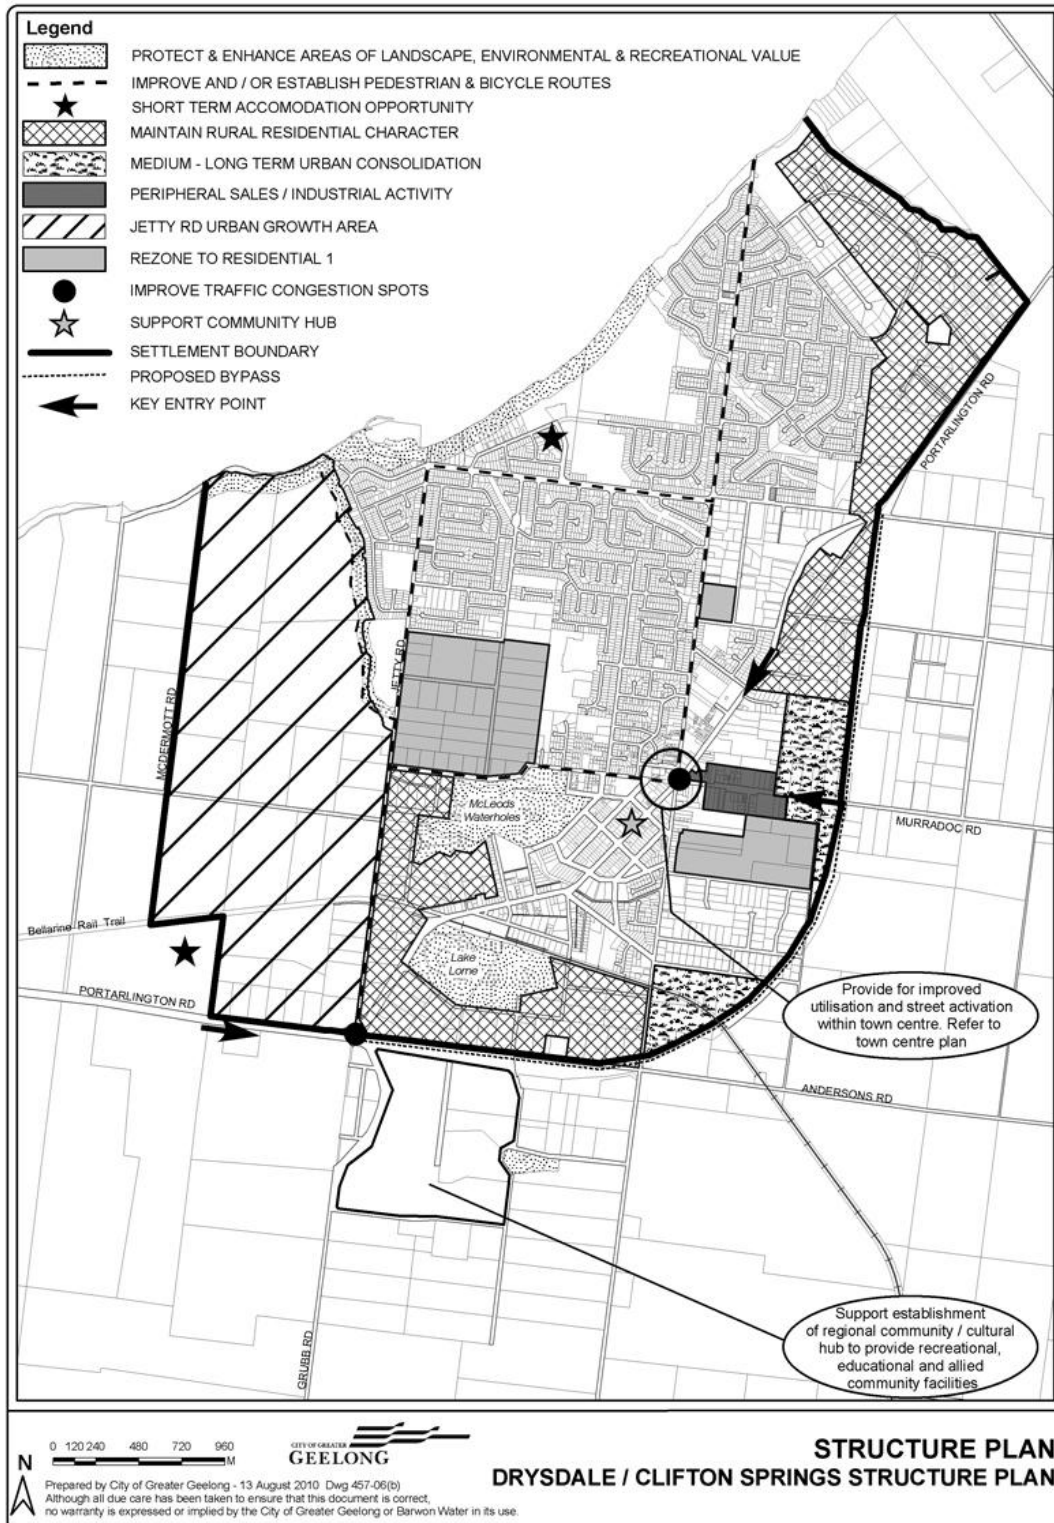 Legend
PROTECT & ENHANCE AREAS OF LANDSCAPE, ENVIRONMENTAL & RECREATIONAL VALUE
IMPROVE AND / OR ESTABLISH PEDESTRIAN & BICYCLE ROUTES
SHORT TERM ACCOMODATION OPPORTUNITY
MAINTAIN RURAL RESIDENTIAL CHARACTER
MEDIUM - LONG TERM URBAN CONSOLIDATION
PERIPHERAL SALES / INDUSTRIAL ACTIVITY
JETTY RD URBAN GROWTH AREA
REZONE TO RESIDENTIAL 1
IMPROVE TRAFFIC CONGESTION SPOTS
SUPPORT COMMUNITY HUB
SETTLEMENT BOUNDARY
PROPOSED BYPASS
KEY ENTRY POINT
PORTARLINGTON RD
JETTY RD
MCDERMOTT RD
McLeods
Waterholes
MURRADOC RD
Bellarine Rail Trail
Lake
Lorne
PORTARLINGTON RD
Provide for improved
utilisation and street activation
within town centre. Refer to
town centre plan
ANDERSONS RD
GRUBB RD
Support establishment
of regional community / cultural
hub to provide recreational,
educational and allied
community facilities
N
0 120 240 480 720 960
M
CITY OF GREATER
GEELONG
Prepared by City of Greater Geelong - 13 August 2010 Dwg 457-06(b)
Although all due care has been taken to ensure that this document is correct,
no warranty is expressed or implied by the City of Greater Geelong or Barwon Water in its use.
STRUCTURE PLAN
DRYSDALE / CLIFTON SPRINGS STRUCTURE PLAN